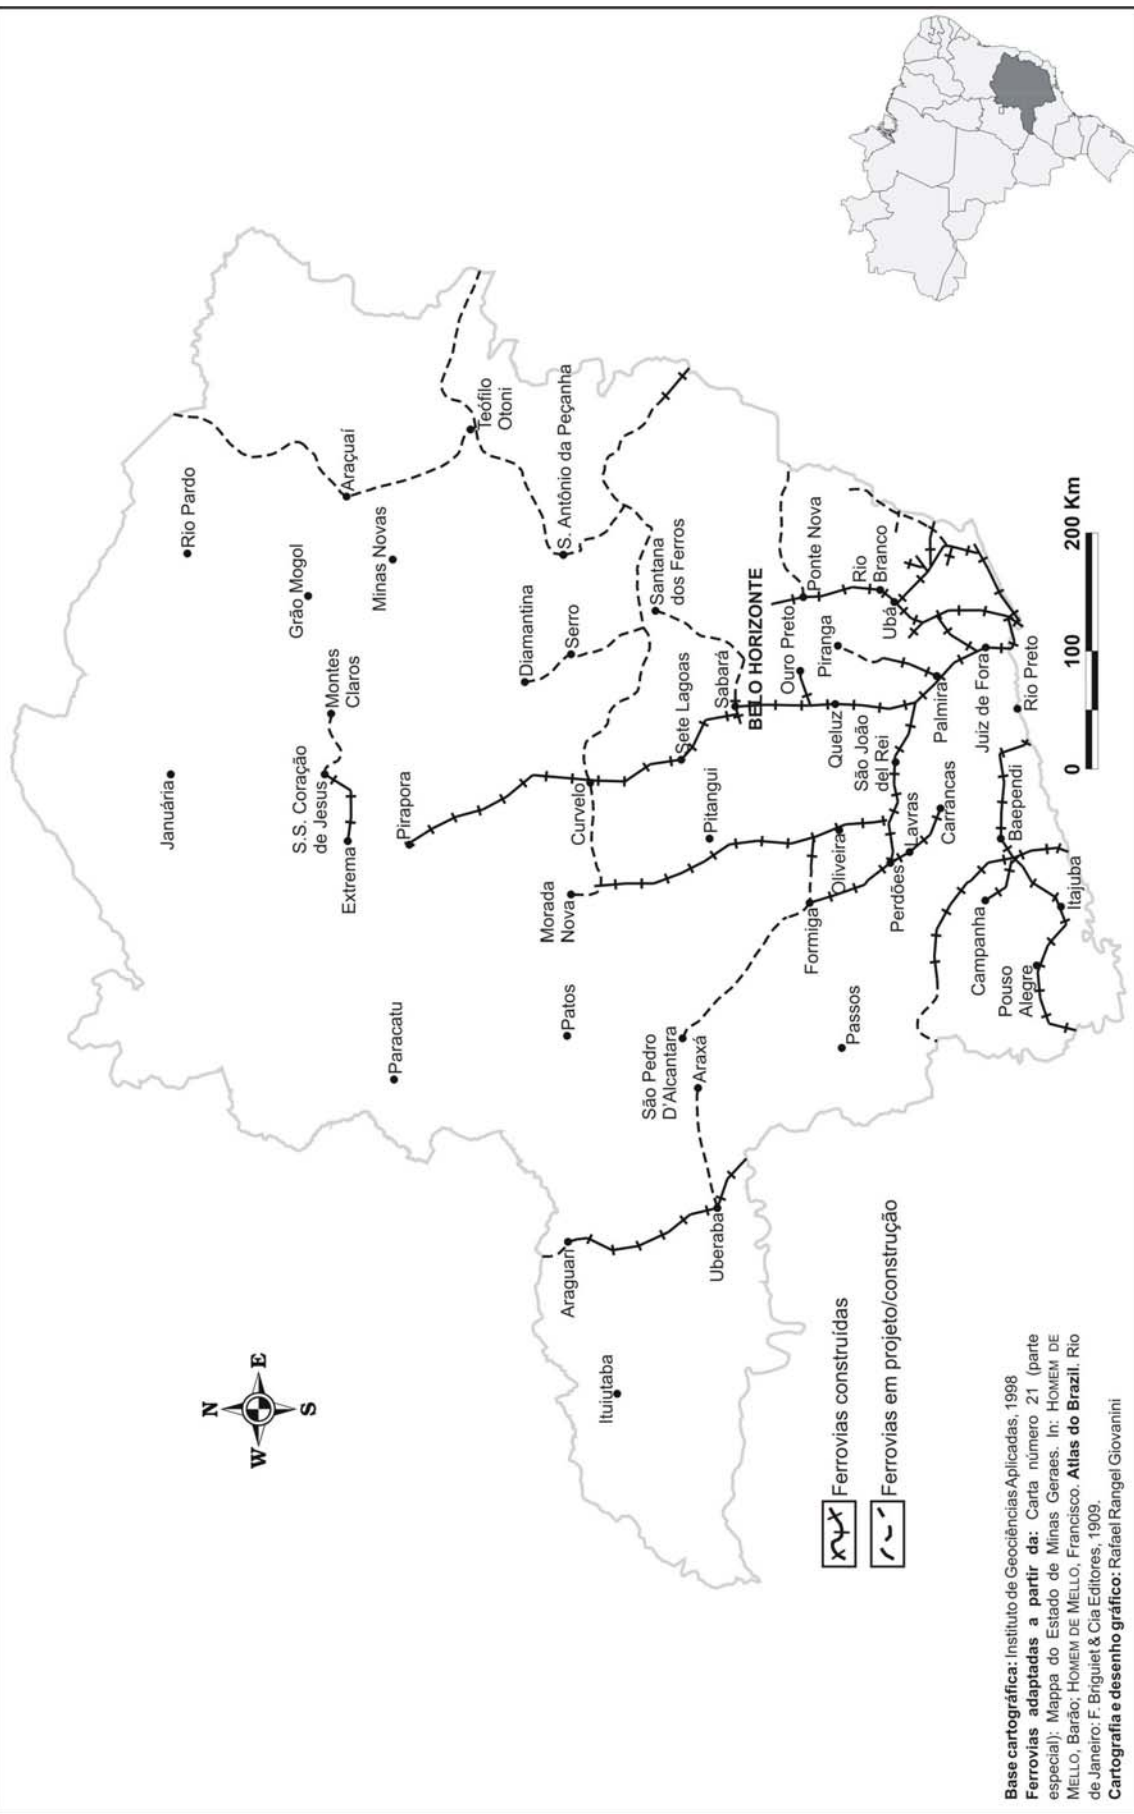 Januária
Rio Pardo
Grão Mogol
Araçuaí
S.S. Coração
de Jesus
Montes
Claros
Extrema
Minas Novas
Paracatu
Pirapora
Teófilo
Otoni
Diamantina
Serro
S. Antônio da Peçanha
Patos
Morada
Nova
Curvelo
Araguari
Ituiutaba
São Pedro
D'Alcantara
Araxá
Uberaba
Pitangui
Sete Lagoas
Santana
dos Ferros
Sabará
BELO HORIZONTE
Ouro Preto
Ponte Nova
Piranga
Rio
Branco
Ubá
Queluz
São João
del Rei
Formiga
Oliveira
Passos
Perdões
Lavras
Carrancas
Palmira
Juiz de Fora
Rio Preto
Baependi
Campanha
Pouso
Alegre
Itajubá
N
W
E
S
Ferrovias construídas
Ferrovias em projeto/construção
0
100
200 Km
Base cartográfica: Instituto de Geociências Aplicadas, 1998
Ferrovias adaptadas a partir da: Carta número 21 (parte
especial): Mappa do Estado de Minas Geraes. In: HOMEM DE
MELLO, Barão; HOMEM DE MELLO, Francisco. Atlas do Brazil. Rio
de Janeiro: F. Briguiet & Cia Editores, 1909.
Cartografia e desenho gráfico: Rafael Rangel Giovanini